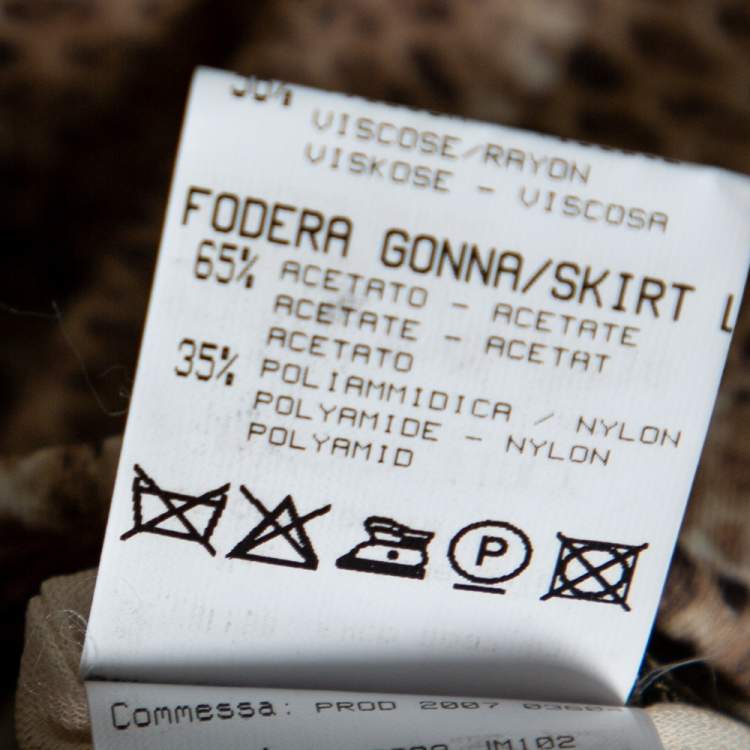 VISCOSE/RAYON
VISKOSE - VISCOSA
FODERA GONNA/SKIRT L
65% ACETATO - ACETATE
ACETATE - ACETAT
ACETATO
35% POLIAMMIDICA / NYLON
POLYAMIDE - NYLON
POLYAMID
P
Commessa: PROD 2007
JM102